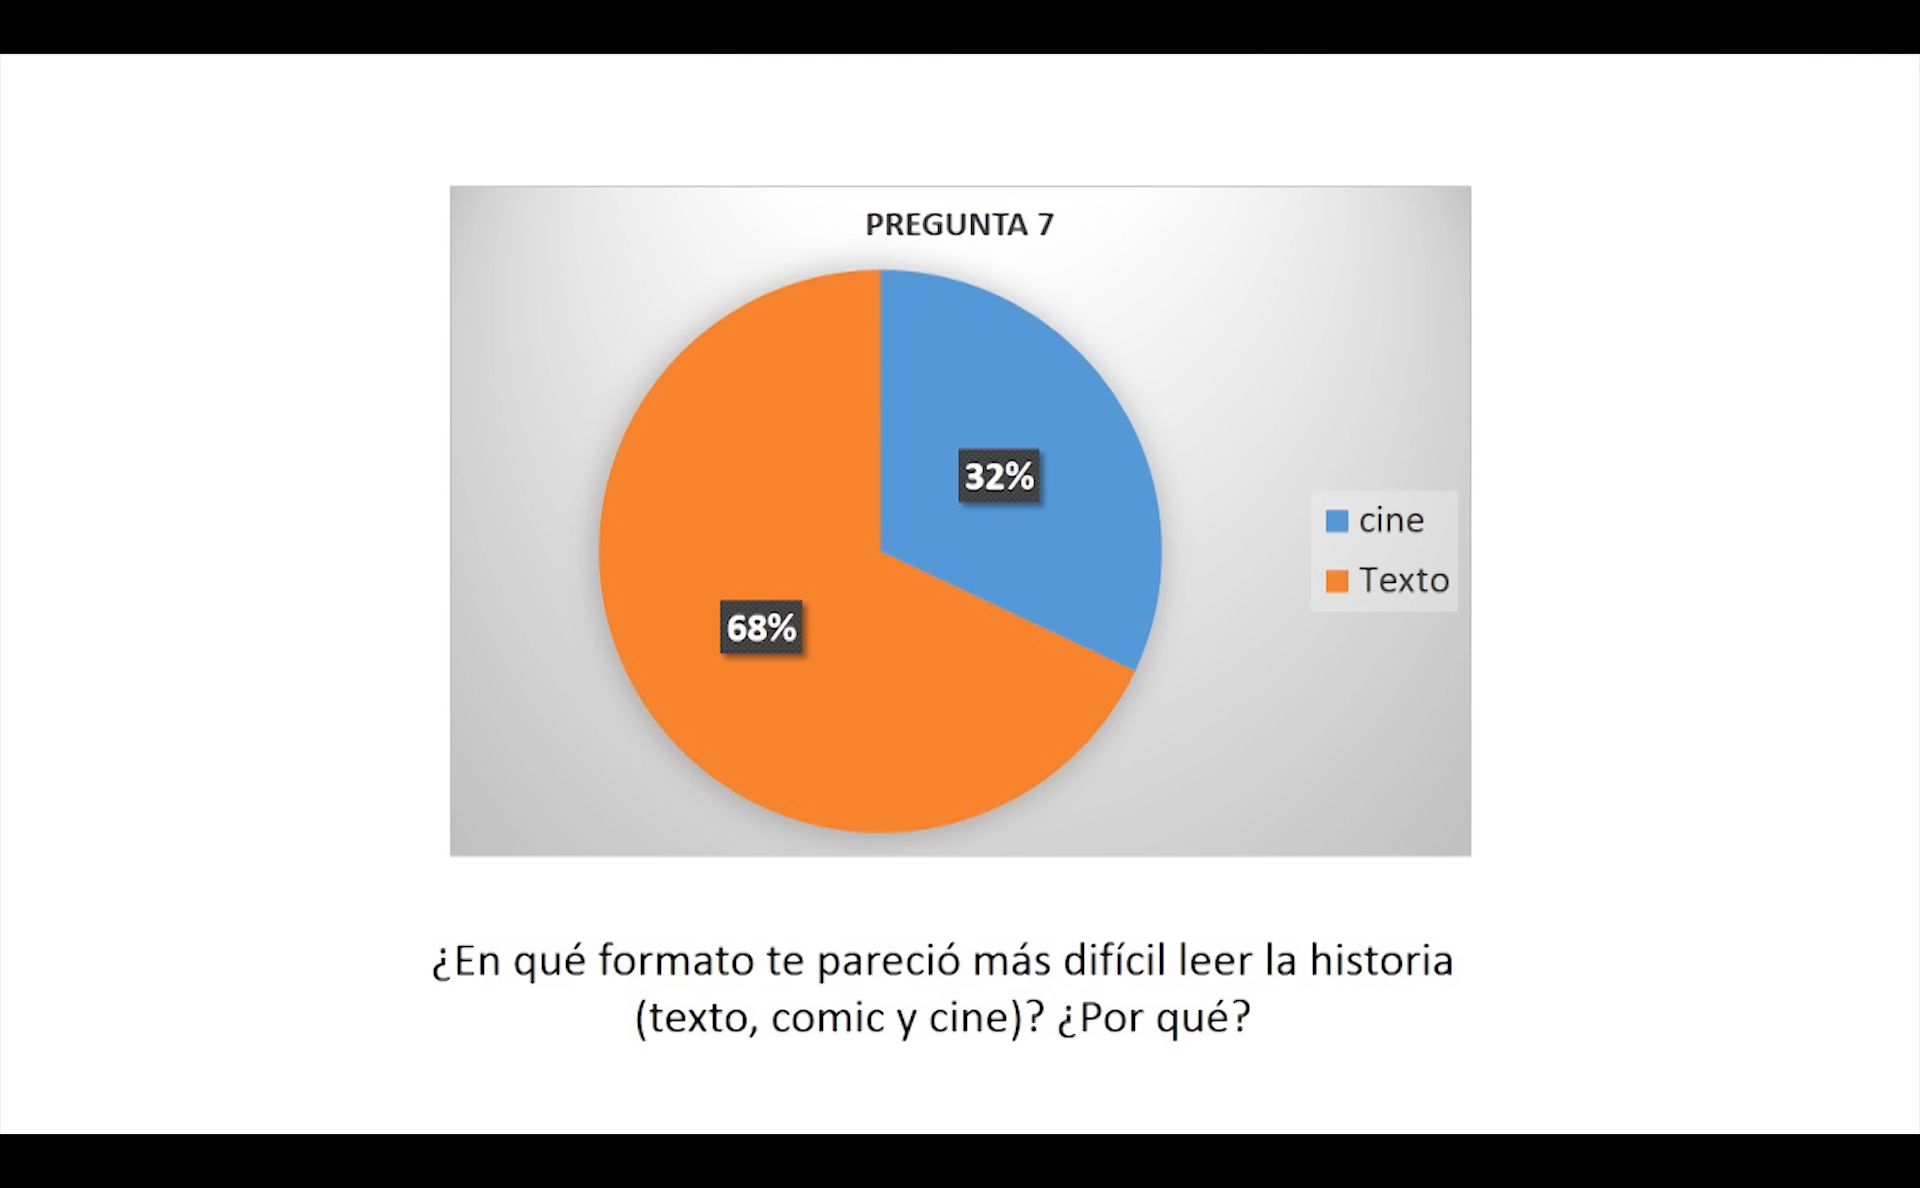 PREGUNTA 7
32%
68%
cine
Texto
¿En qué formato te pareció más difícil leer la historia
(texto, comic y cine)? ¿Por qué?